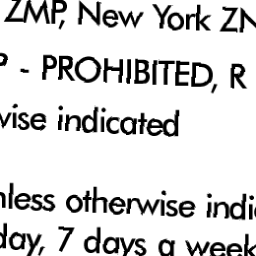 ZMP, New York ZN
P - PROHIBITED, R
wise indicated
nless otherwise indi
day, 7 days a week